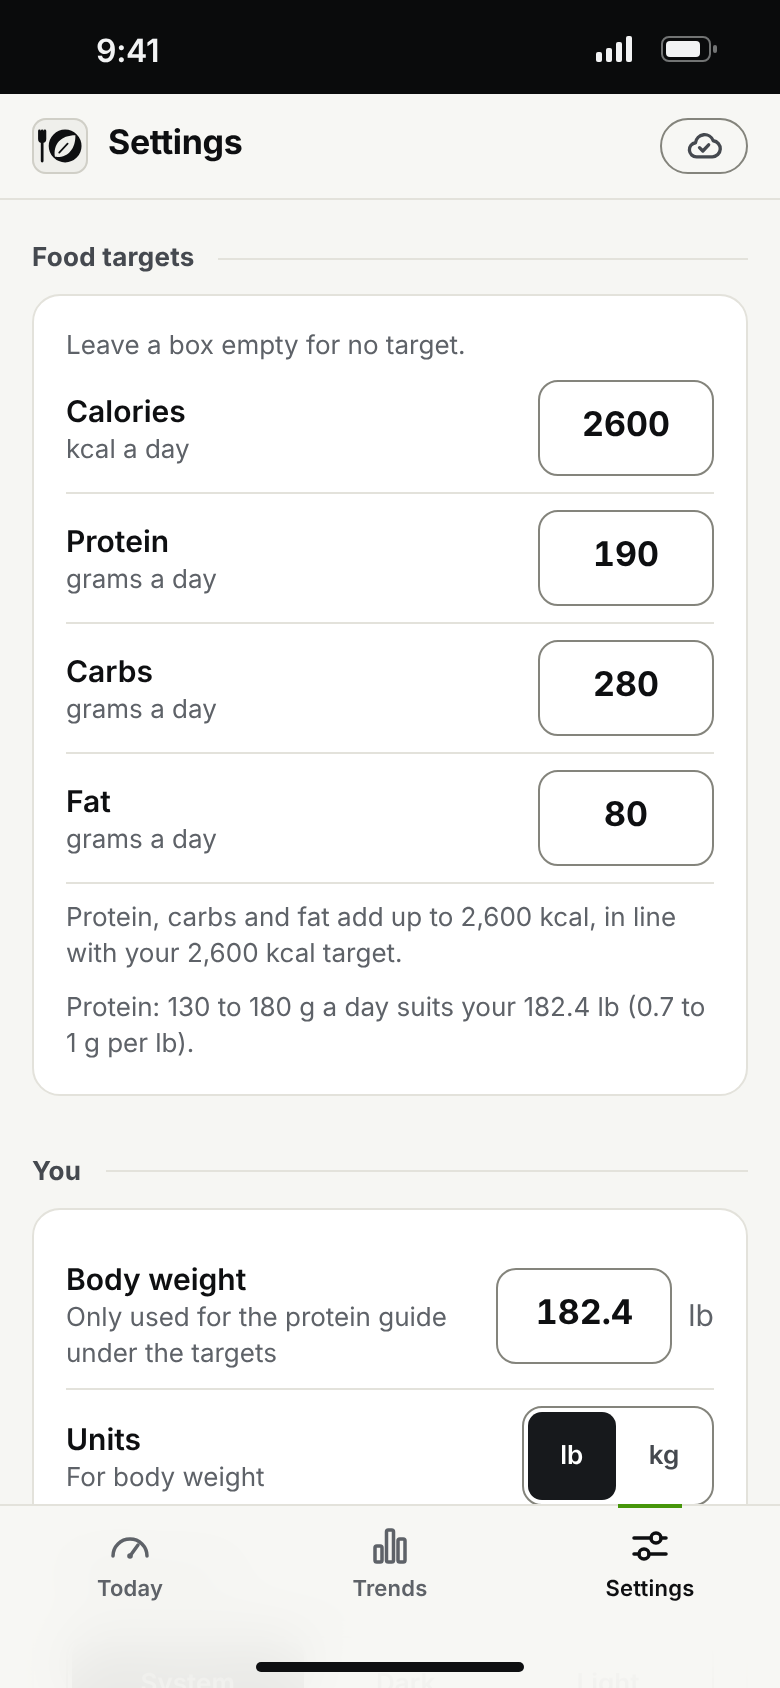 9:41
Settings
Food targets
Leave a box empty for no target.
Calories
kcal a day
2600
Protein
grams a day
190
Carbs
grams a day
280
Fat
grams a day
80
Protein, carbs and fat add up to 2,600 kcal, in line
with your 2,600 kcal target.
Protein: 130 to 180 g a day suits your 182.4 lb (0.7 to
1 g per lb).
You
Body weight
Only used for the protein guide
under the targets
182.4 lb
Units
For body weight
lb kg
Today Trends Settings
System Dark Light